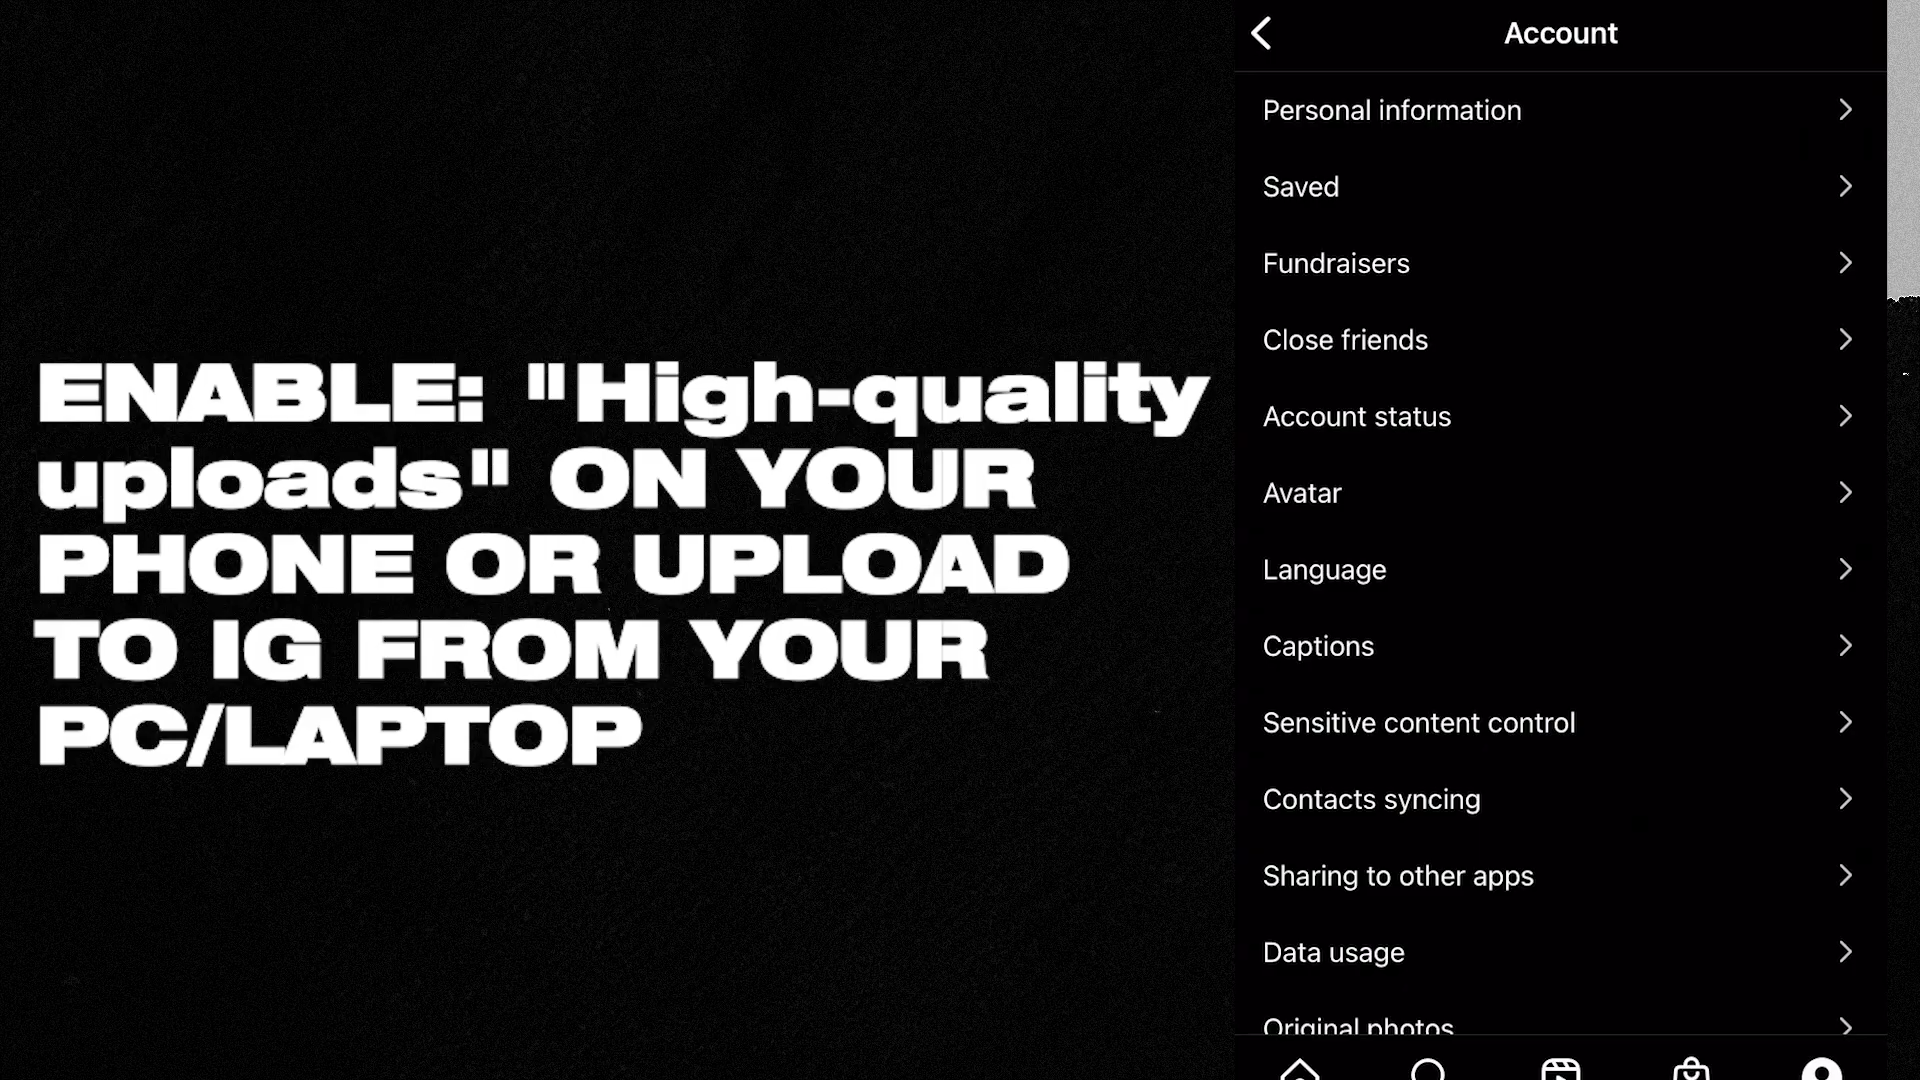 ENABLE: "High-quality
uploads" ON YOUR
PHONE OR UPLOAD
TO IG FROM YOUR
PC/LAPTOP
Account
Personal information
Saved
Fundraisers
Close friends
Account status
Avatar
Language
Captions
Sensitive content control
Contacts syncing
Sharing to other apps
Data usage
Original photos